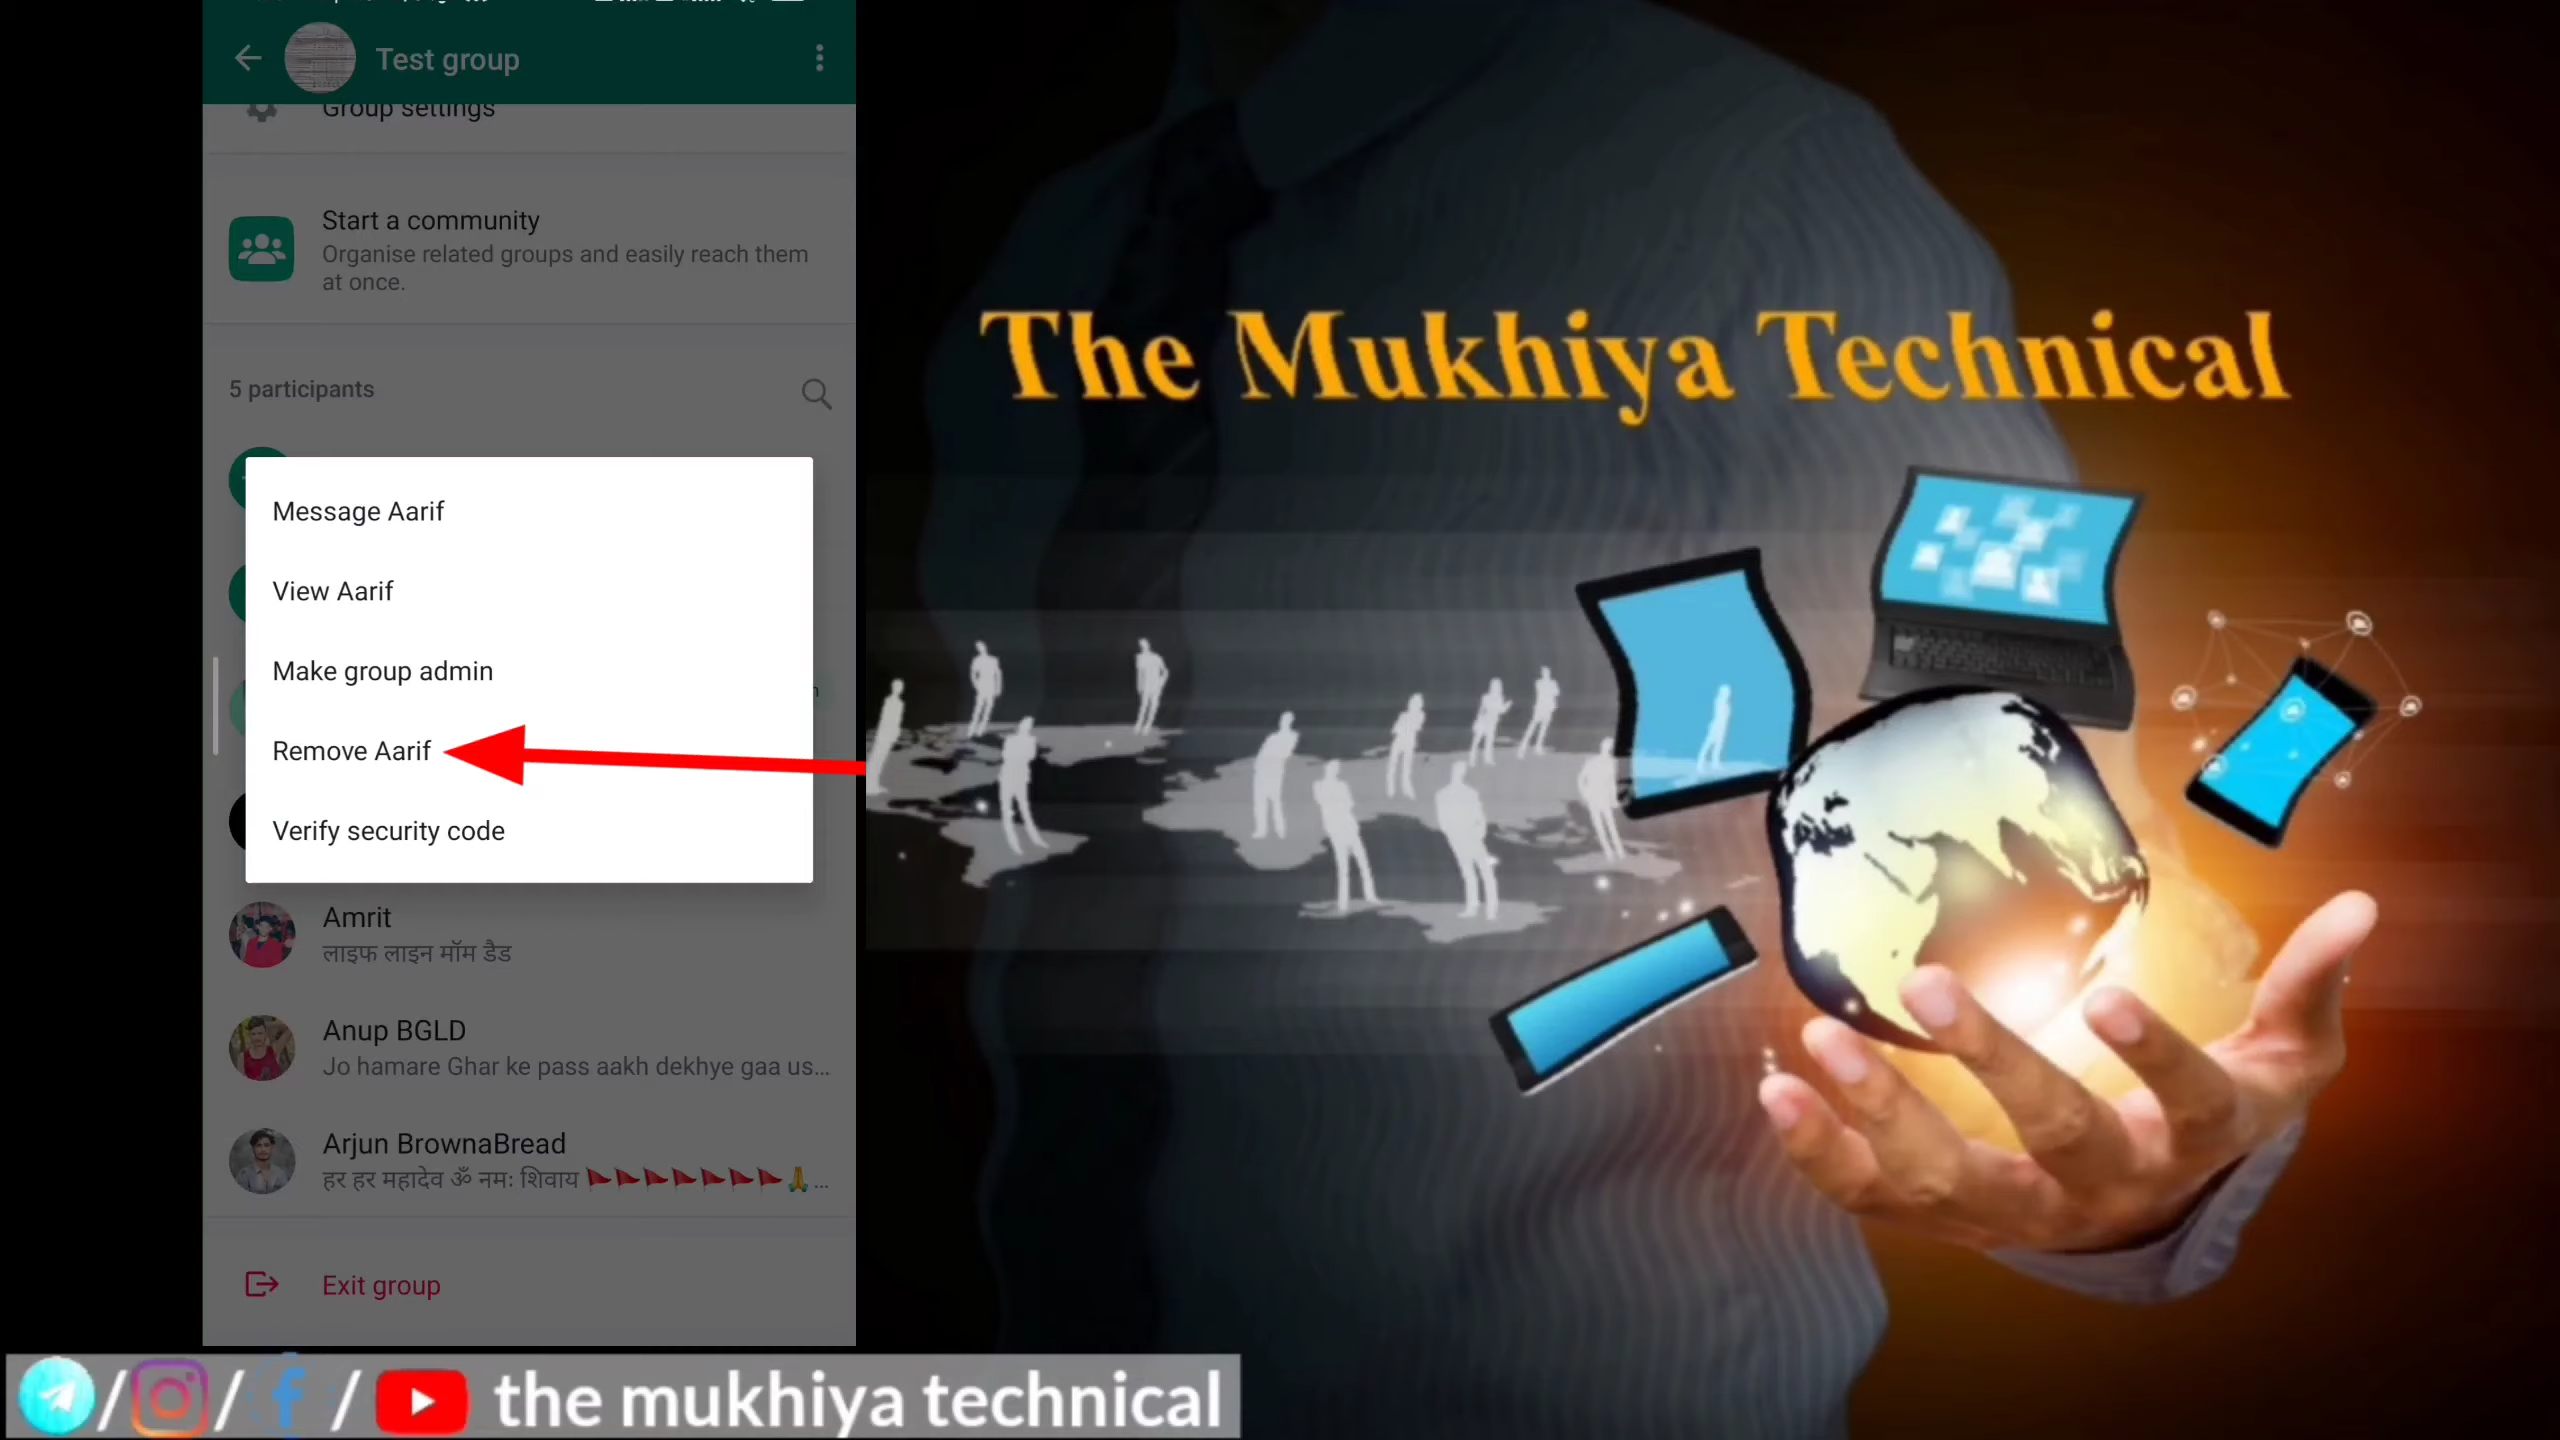 Test group
Group settings
Start a community
Organise related groups and easily reach them
at once.
5 participants
Message Aarif
View Aarif
Make group admin
Remove Aarif
Verify security code
Amrit
लाइफ लाइन मॉम डैड
Anup BGLD
Jo hamare Ghar ke pass aakh dekhye gaa us...
Arjun BrownaBread
हर हर महादेव ॐ नमः शिवाय 🚩🚩🚩🚩🚩🚩🚩🙏...
Exit group
The Mukhiya Technical
the mukhiya technical